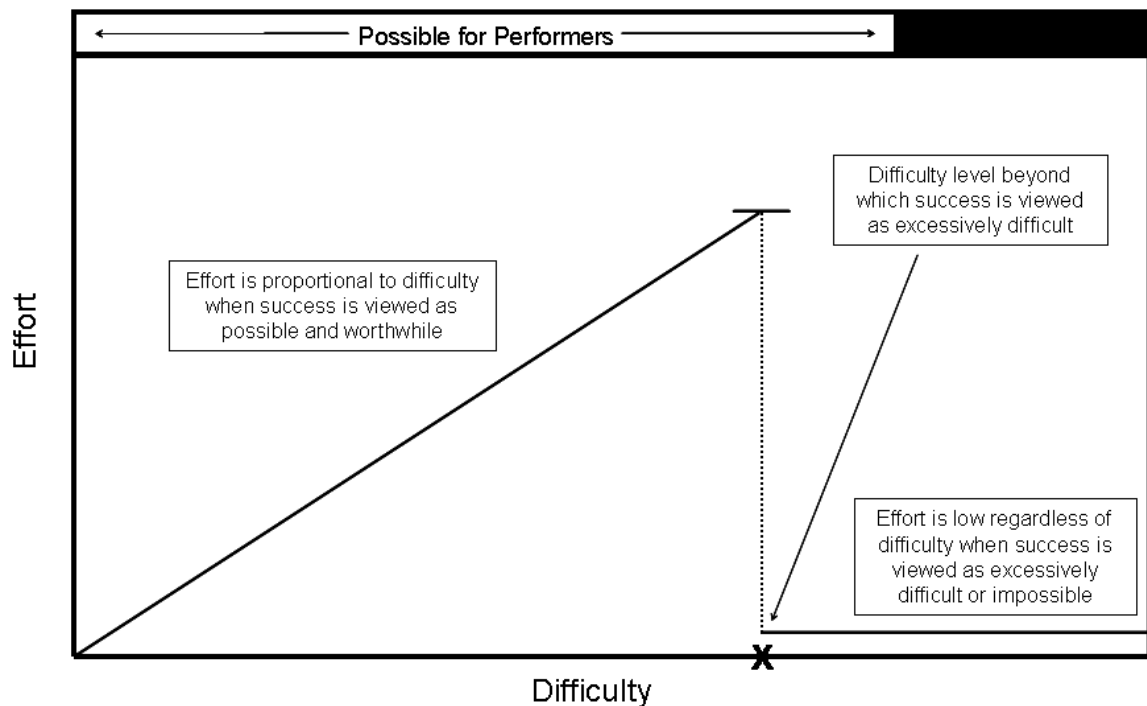 Possible for Performers
Difficulty level beyond
which success is viewed
as excessively difficult
Effort is proportional to difficulty
when success is viewed as
possible and worthwhile
Effort
Effort is low regardless of
difficulty when success is
viewed as excessively
difficult or impossible
X
Difficulty